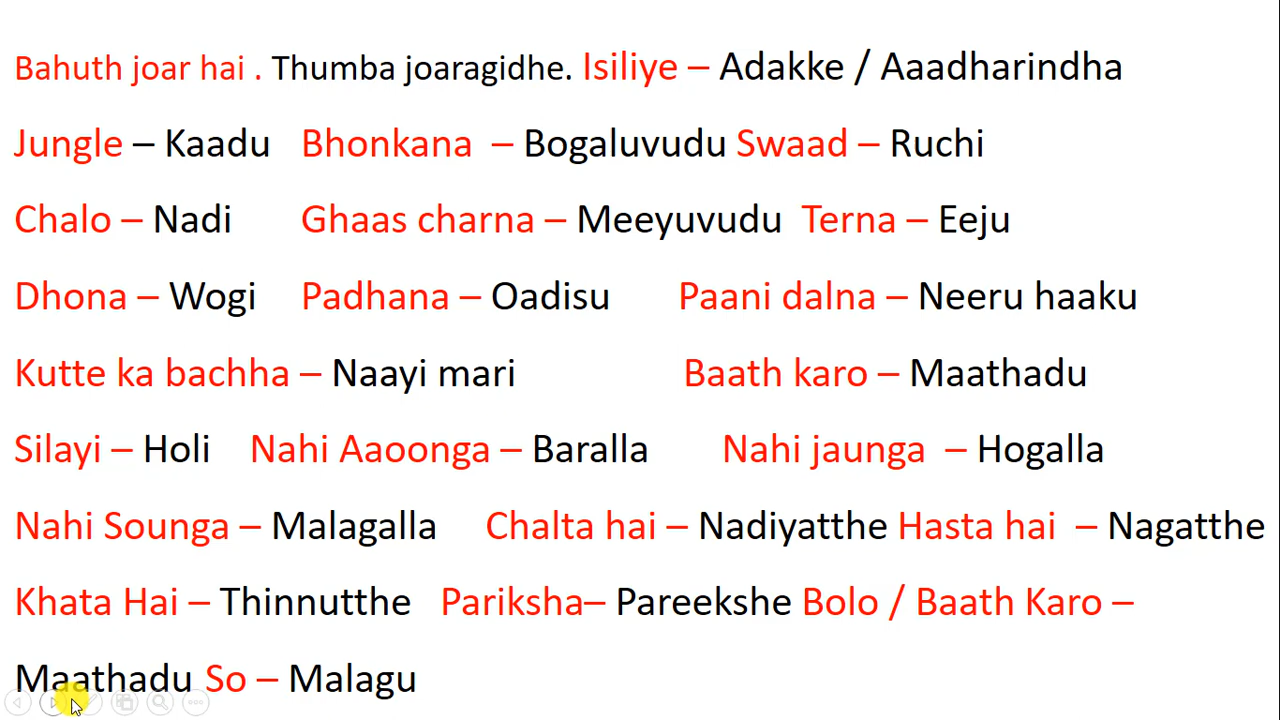 Bahuth joar hai . Thumba joaragidhe. Isiliye – Adakke / Aaadharindha
Jungle – Kaadu Bhonkana – Bogaluvudu Swaad – Ruchi
Chalo – Nadi Ghaas charna – Meeyuvudu Terna – Eeju
Dhona – Wogi Padhana – Oadisu Paani dalna – Neeru haaku
Kutte ka bachha – Naayi mari Baath karo – Maathadu
Silayi – Holi Nahi Aaoonga – Baralla Nahi jaunga – Hogalla
Nahi Sounga – Malagalla Chalta hai – Nadiyatthe Hasta hai – Nagatthe
Khata Hai – Thinnutthe Pariksha– Pareekshe Bolo / Baath Karo –
Maathadu So – Malagu